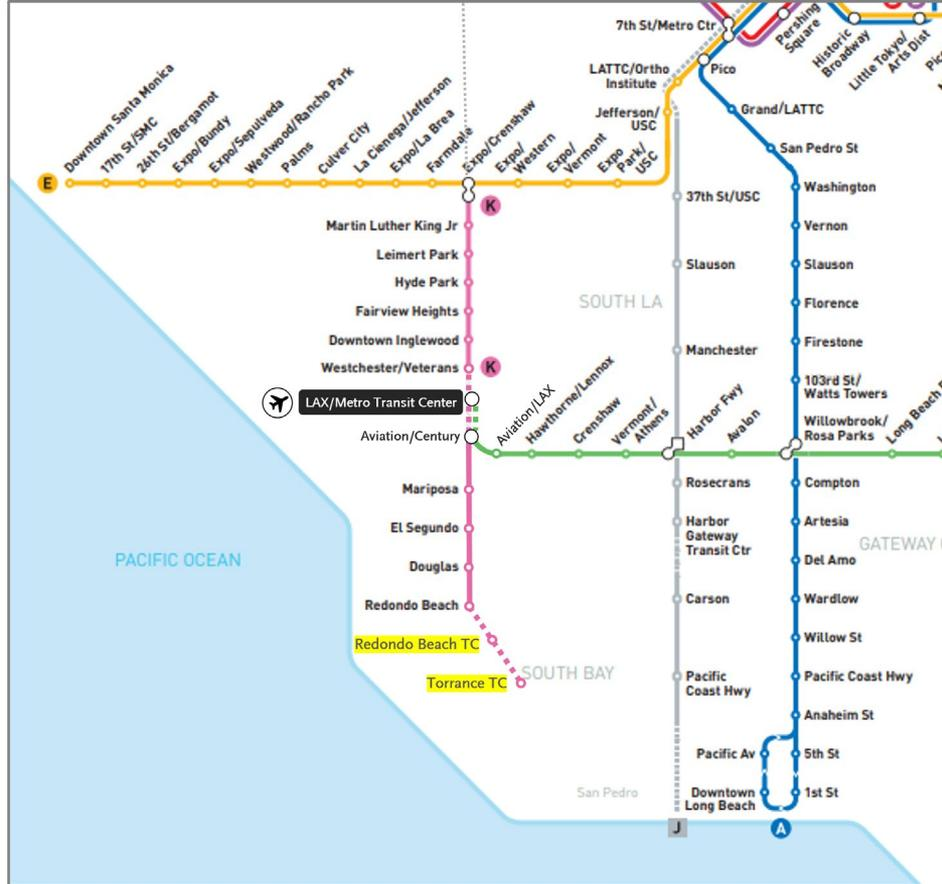 7th St/Metro Ctr
Pershing
Square
Historic
Broadway
Little Tokyo/
Arts Dist
LATTC/Ortho
Institute
Pico
Jefferson/
USC
Grand/LATTC
San Pedro St
E
Downtown Santa Monica
17th St/SMC
26th St/Bergamot
Expo/Bundy
Expo/Sepulveda
Westwood/Rancho Park
Palms
Culver City
La Cienega/Jefferson
Expo/La Brea
Farmdale
Expo/Crenshaw
Expo/
Western
Expo/
Vermont
Expo
Park/
USC
K
Martin Luther King Jr
Leimert Park
Hyde Park
Fairview Heights
Downtown Inglewood
Westchester/Veterans
K
LAX/Metro Transit Center
Aviation/Century
Mariposa
El Segundo
Douglas
Redondo Beach
Redondo Beach TC
Torrance TC
Aviation/LAX
Hawthorne/Lennox
Crenshaw
Vermont/
Athens
Harbor Fwy
Avalon
Willowbrook/
Rosa Parks
SOUTH LA
37th St/USC
Slauson
Manchester
Rosecrans
Harbor
Gateway
Transit Ctr
Carson
Pacific
Coast Hwy
J
Washington
Vernon
Slauson
Florence
Firestone
103rd St/
Watts Towers
Compton
Artesia
Del Amo
Wardlow
Willow St
Pacific Coast Hwy
Anaheim St
Pacific Av
5th St
Downtown
Long Beach
1st St
A
PACIFIC OCEAN
SOUTH BAY
San Pedro
GATEWAY
Long Beach